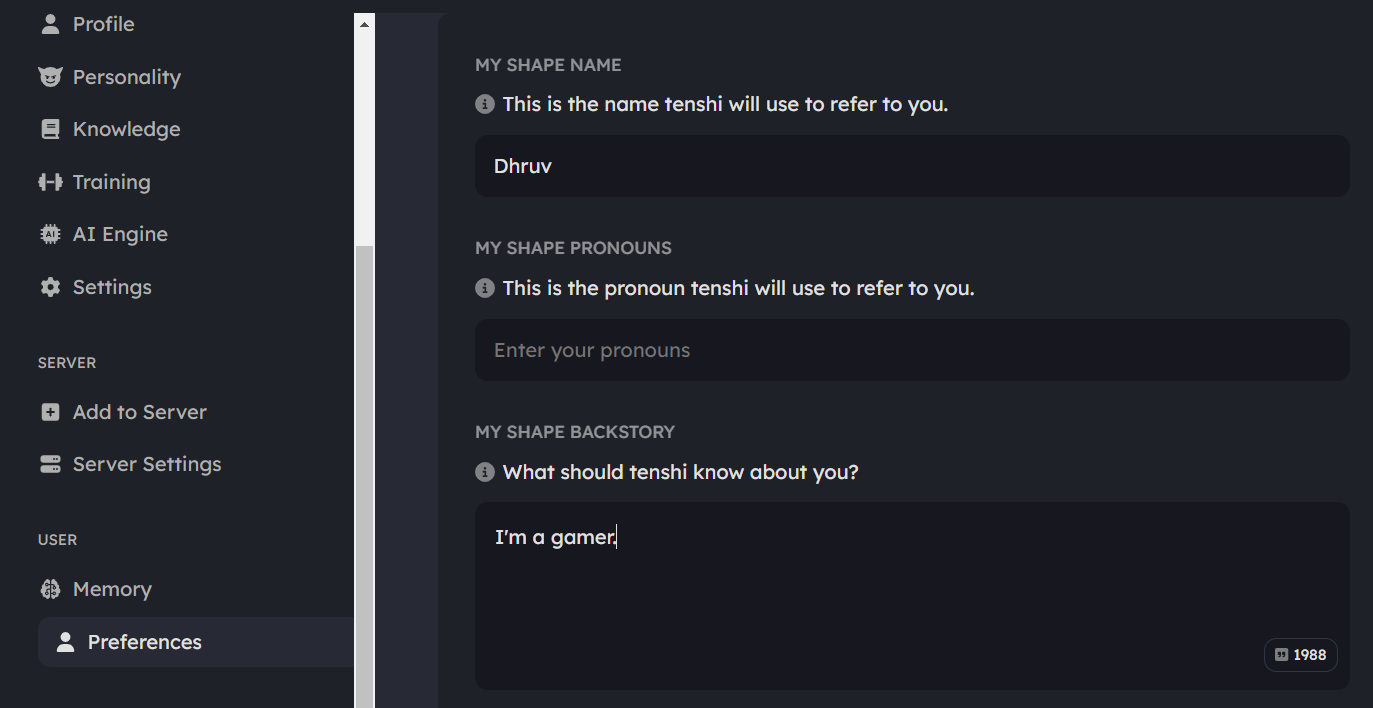 Profile
Personality
Knowledge
Training
AI Engine
Settings
SERVER
Add to Server
Server Settings
USER
Memory
Preferences
MY SHAPE NAME
This is the name tenshi will use to refer to you.
Dhruv
MY SHAPE PRONOUNS
This is the pronoun tenshi will use to refer to you.
Enter your pronouns
MY SHAPE BACKSTORY
What should tenshi know about you?
I'm a gamer.
1988